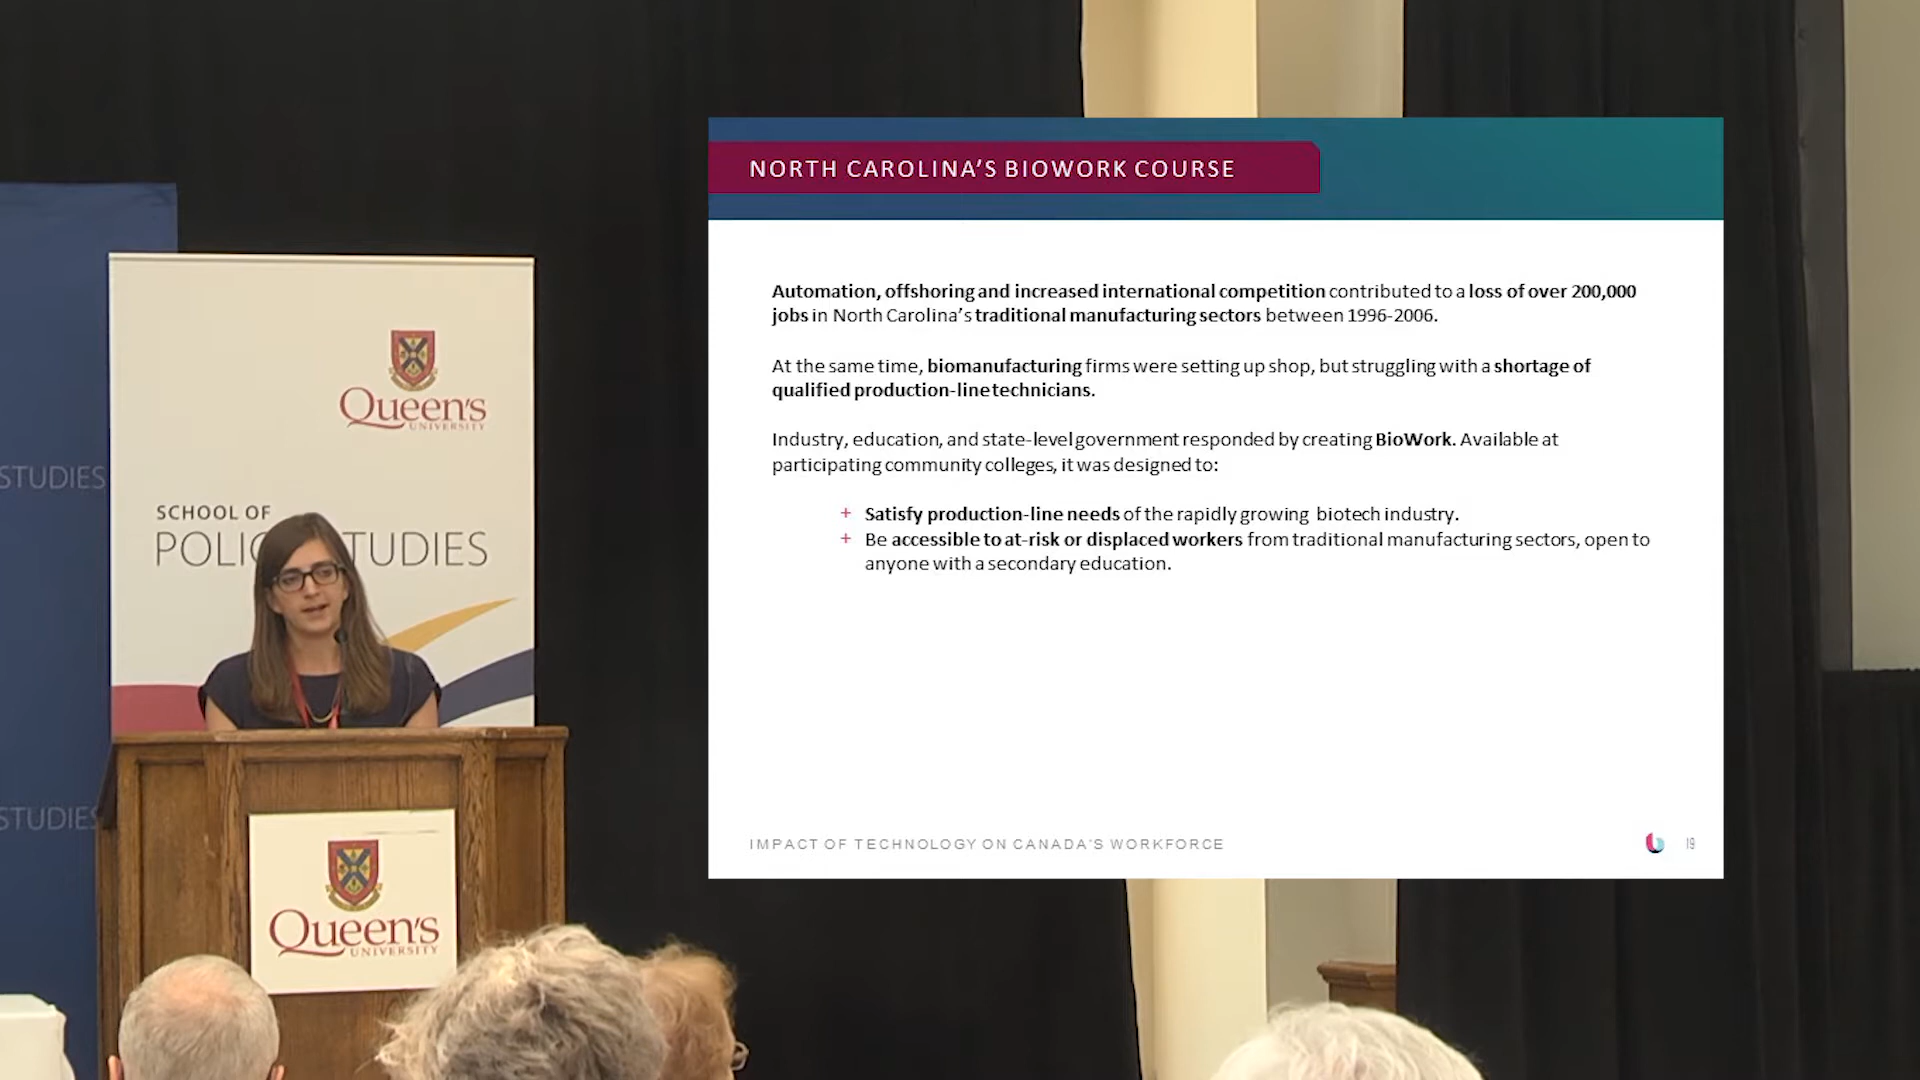 NORTH CAROLINA'S BIOWORK COURSE
Automation, offshoring and increased international competition contributed to a loss of over 200,000
jobs in North Carolina's traditional manufacturing sectors between 1996-2006.
At the same time, biomanufacturing firms were setting up shop, but struggling with a shortage of
qualified production-line technicians.
Industry, education, and state-level government responded by creating BioWork. Available at
participating community colleges, it was designed to:
+ Satisfy production-line needs of the rapidly growing biotech industry.
+ Be accessible to at-risk or displaced workers from traditional manufacturing sectors, open to
anyone with a secondary education.
IMPACT OF TECHNOLOGY ON CANADA'S WORKFORCE
19
Queen's
UNIVERSITY
SCHOOL OF
POLIC TUDIES
STUDIES
STUDIES
Queen's
UNIVERSITY